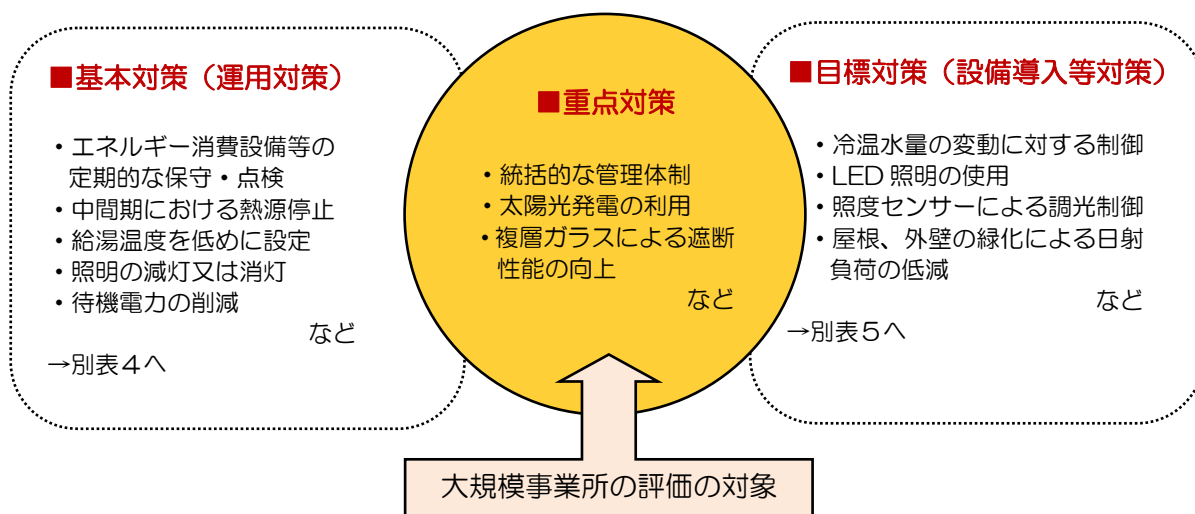 ■基本対策（運用対策）
・エネルギー消費設備等の
定期的な保守・点検
・中間期における熱源停止
・給湯温度を低めに設定
・照明の減灯又は消灯
・待機電力の削減
など
→別表４へ
■重点対策
・統括的な管理体制
・太陽光発電の利用
・複層ガラスによる遮断
性能の向上
など
■目標対策（設備導入等対策）
・冷温水量の変動に対する制御
・LED 照明の使用
・照度センサーによる調光制御
・屋根、外壁の緑化による日射
負荷の低減
など
→別表５へ
大規模事業所の評価の対象